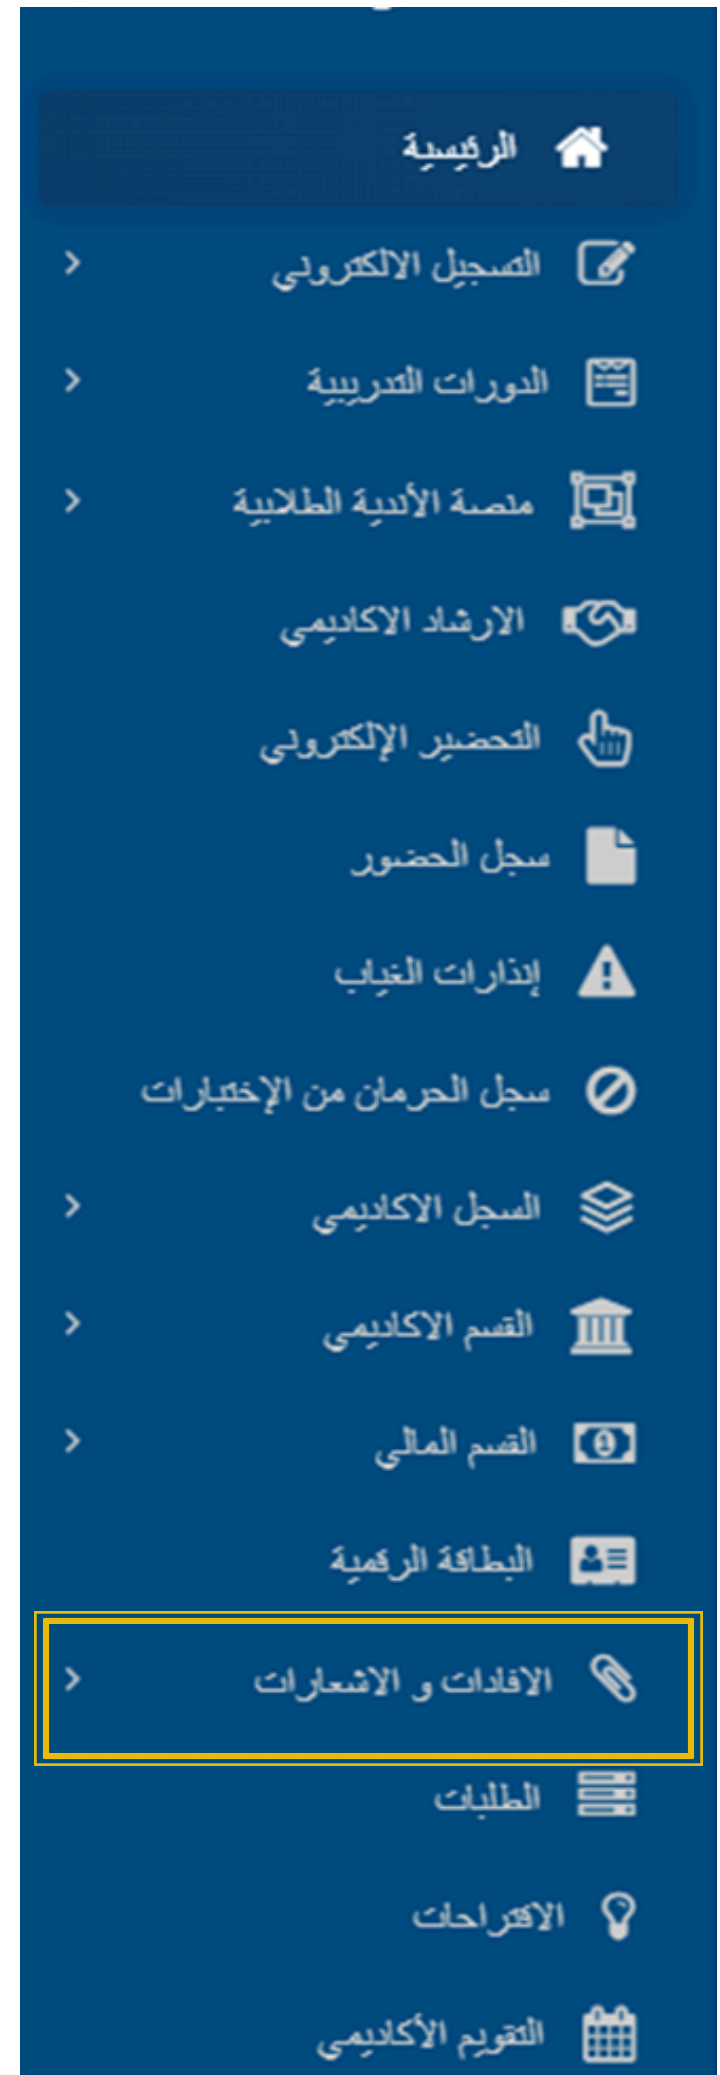 الرئيسية
التسجيل الالكتروني
الدورات التدريبية
منصة الأندية الطلابية
الارشاد الاكاديمي
التحضير الإلكتروني
سجل الحضور
إنذارات الغياب
سجل الحرمان من الإختبارات
السجل الاكاديمي
القسم الاكاديمي
القسم المالي
البطاقة الرقمية
الافادات و الاشعارات
الطلبات
الاقتراحات
التقويم الأكاديمي